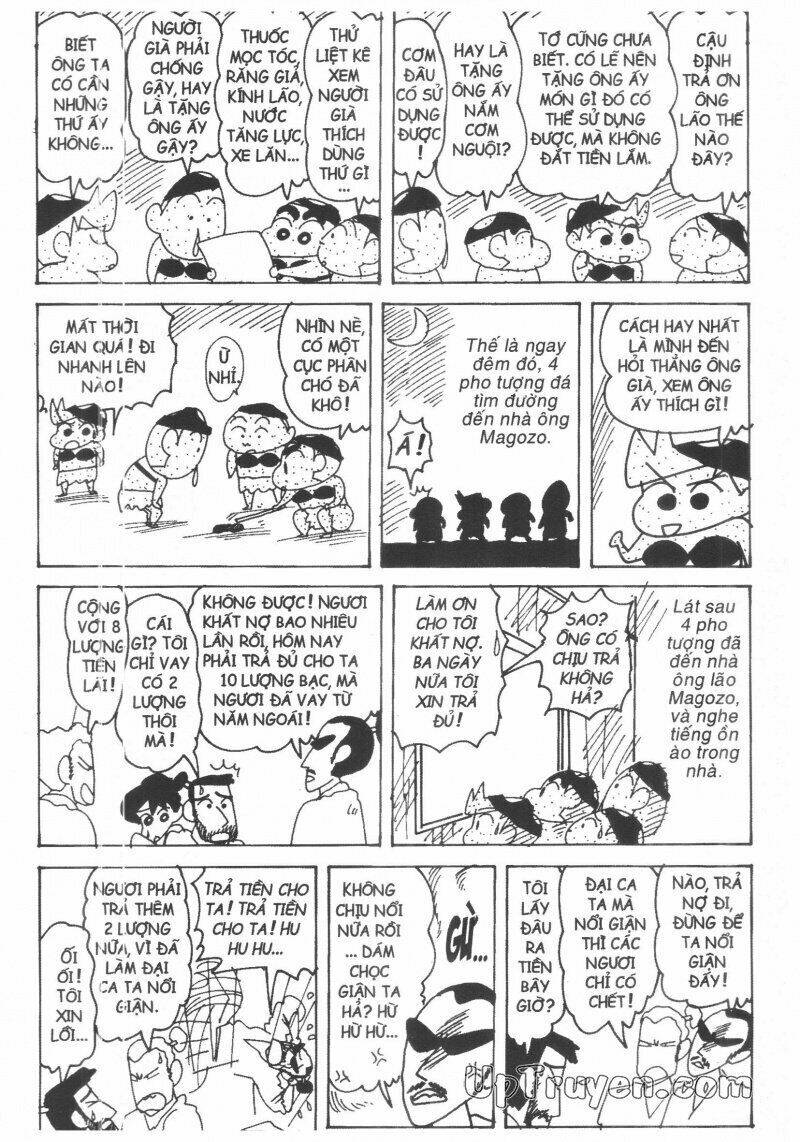 CẬU
ĐỊNH
TRẢ ƠN
ÔNG
LÃO THẾ
NÀO
ĐÂY?
TỚ CŨNG CHƯA
BIẾT. CÓ LẼ NÊN
TẶNG ÔNG ẤY
MÓN GÌ ĐÓ CÓ
THỂ SỬ DỤNG
ĐƯỢC, MÀ KHÔNG
ĐẮT TIỀN LẮM.
HAY LÀ
TẶNG
ÔNG ẤY
NẮM
CƠM
NGUỘI?
CƠM
ĐÂU
CÓ SỬ
DỤNG
ĐƯỢC
!
THỬ
LIỆT KÊ
XEM
NGƯỜI
GIÀ
THÍCH
DÙNG
THỨ GÌ
...
THUỐC
MỌC TÓC,
RĂNG GIẢ,
KÍNH LÃO,
NƯỚC
TĂNG LỰC,
XE LĂN...
NGƯỜI
GIÀ PHẢI
CHỐNG
GẬY, HAY
LÀ TẶNG
ÔNG ẤY
GẬY?
BIẾT
ÔNG TA
CÓ CẦN
NHỮNG
THỨ ẤY
KHÔNG...
CÁCH HAY NHẤT
LÀ MÌNH ĐẾN
HỎI THẲNG ÔNG
GIÀ, XEM ÔNG
ẤY THÍCH GÌ!
Thế là ngay
đêm đó, 4
pho tượng đá
tìm đường
đến nhà ông
Magozo.
Á!
NHÌN NÈ,
CÓ MỘT
CỤC PHÂN
CHÓ ĐÃ
KHÔ!
Ừ
NHỈ.
MẤT THỜI
GIAN QUÁ! ĐI
NHANH LÊN
NÀO!
Lát sau
4 pho
tượng đã
đến nhà
ông lão
Magozo,
và nghe
tiếng ồn
ào trong
nhà.
SAO?
ÔNG CÓ
CHỊU TRẢ
KHÔNG
HẢ?
LÀM ƠN
CHO TÔI
KHẤT NỢ.
BA NGÀY
NỮA TÔI
XIN TRẢ
ĐỦ!
KHÔNG ĐƯỢC! NGƯƠI
KHẤT NỢ BAO NHIÊU
LẦN RỒI, HÔM NAY
PHẢI TRẢ ĐỦ CHO TA
10 LƯỢNG BẠC, MÀ
NGƯƠI ĐÃ VAY TỪ
NĂM NGOÁI!
CÁI
GÌ? TÔI
CHỈ VAY
CÓ 2
LƯỢNG
THÔI
MÀ!
CỘNG
VỚI 8
LƯỢNG
TIỀN
LÃI!
NÀO, TRẢ
NỢ ĐI,
ĐỪNG ĐỂ
TA NỔI
GIẬN
ĐẤY!
ĐẠI CA
TA MÀ
NỔI GIẬN
THÌ CÁC
NGƯƠI
CHỈ CÓ
CHẾT!
TÔI
LẤY
ĐÂU
RA
TIỀN
BÂY
GIỜ?
GỪ...
KHÔNG
CHỊU NỔI
NỮA RỒI
... DÁM
CHỌC
GIẬN TA
HẢ? HỪ
HỪ HỪ...
TRẢ TIỀN CHO
TA! TRẢ TIỀN
CHO TA! HU
HU HU...
NGƯƠI PHẢI
TRẢ THÊM
2 LƯỢNG
NỮA, VÌ ĐÃ
LÀM ĐẠI
CA TA NỔI
GIẬN.
ỐI
ỐI!
TÔI
XIN
LỖI...
UpTruyen.com